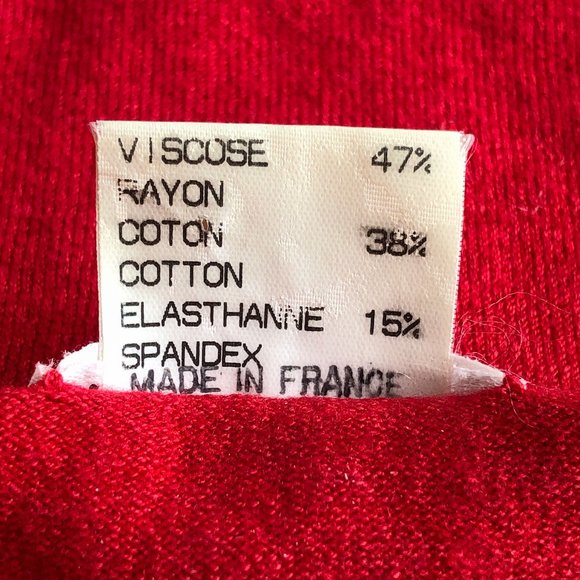 VISCOSE 47%
RAYON
COTON 38%
COTTON
ELASTHANNE 15%
SPANDEX
MADE IN FRANCE